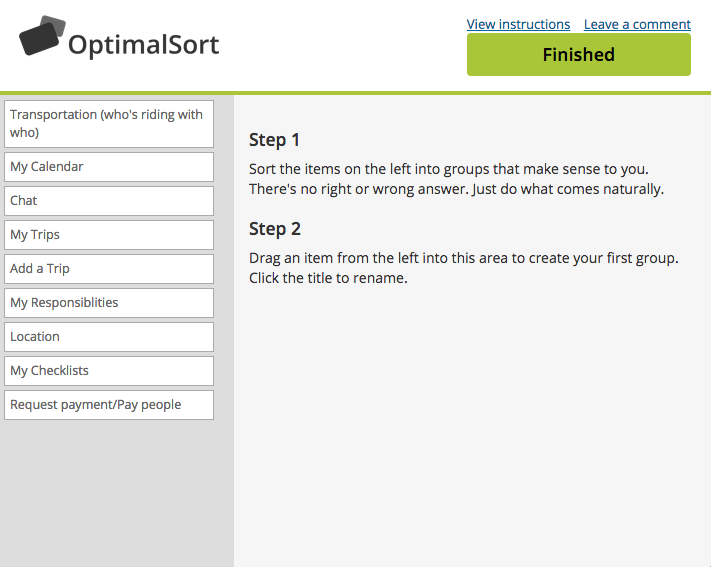 OptimalSort
View instructions Leave a comment
Finished
Transportation (who's riding with
who)
My Calendar
Chat
My Trips
Add a Trip
My Responsiblities
Location
My Checklists
Request payment/Pay people
Step 1
Sort the items on the left into groups that make sense to you.
There's no right or wrong answer. Just do what comes naturally.
Step 2
Drag an item from the left into this area to create your first group.
Click the title to rename.